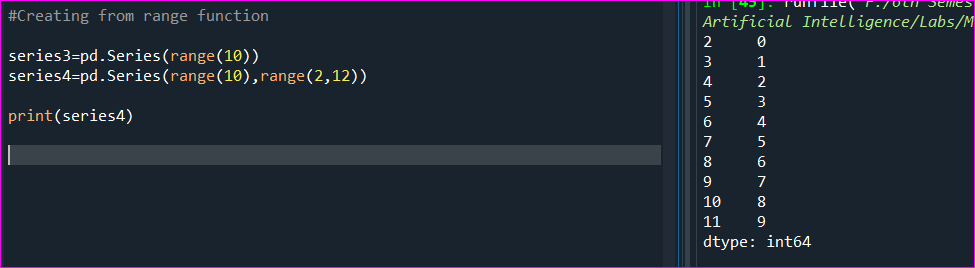 #Creating from range function
series3=pd.Series(range(10))
series4=pd.Series(range(10),range(2,12))
print(series4)
In [45]: runfile('F:/6th Semes
Artificial Intelligence/Labs/M
2 0
3 1
4 2
5 3
6 4
7 5
8 6
9 7
10 8
11 9
dtype: int64